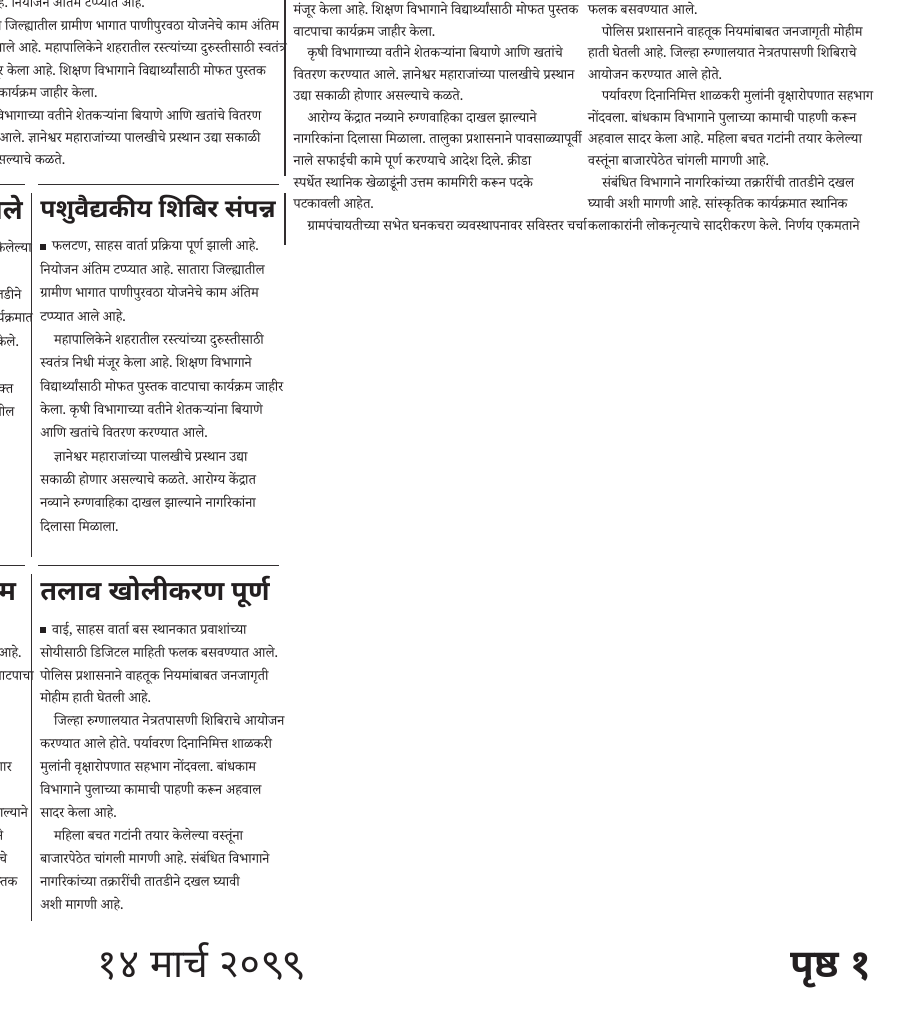 जिल्ह्यातील ग्रामीण भागात पाणीपुरवठा योजनेचे काम अंतिम
आले आहे. महापालिकेने शहरातील रस्त्यांच्या दुरुस्तीसाठी स्वतंत्र
केला आहे. शिक्षण विभागाने विद्यार्थ्यांसाठी मोफत पुस्तक
कार्यक्रम जाहीर केला.
विभागाच्या वतीने शेतकऱ्यांना बियाणे आणि खतांचे वितरण
आले. ज्ञानेश्वर महाराजांच्या पालखीचे प्रस्थान उद्या सकाळी
असल्याचे कळते.
पशुवैद्यकीय शिबिर संपन्न
■ फलटण, साहस वार्ता प्रक्रिया पूर्ण झाली आहे.
नियोजन अंतिम टप्प्यात आहे. सातारा जिल्ह्यातील
ग्रामीण भागात पाणीपुरवठा योजनेचे काम अंतिम
टप्प्यात आले आहे.
महापालिकेने शहरातील रस्त्यांच्या दुरुस्तीसाठी
स्वतंत्र निधी मंजूर केला आहे. शिक्षण विभागाने
विद्यार्थ्यांसाठी मोफत पुस्तक वाटपाचा कार्यक्रम जाहीर
केला. कृषी विभागाच्या वतीने शेतकऱ्यांना बियाणे
आणि खतांचे वितरण करण्यात आले.
ज्ञानेश्वर महाराजांच्या पालखीचे प्रस्थान उद्या
सकाळी होणार असल्याचे कळते. आरोग्य केंद्रात
नव्याने रुग्णवाहिका दाखल झाल्याने नागरिकांना
दिलासा मिळाला.
तलाव खोलीकरण पूर्ण
■ वाई, साहस वार्ता बस स्थानकात प्रवाशांच्या
सोयीसाठी डिजिटल माहिती फलक बसवण्यात आले.
पोलिस प्रशासनाने वाहतूक नियमांबाबत जनजागृती
मोहीम हाती घेतली आहे.
जिल्हा रुग्णालयात नेत्रतपासणी शिबिराचे आयोजन
करण्यात आले होते. पर्यावरण दिनानिमित्त शाळकरी
मुलांनी वृक्षारोपणात सहभाग नोंदवला. बांधकाम
विभागाने पुलाच्या कामाची पाहणी करून अहवाल
सादर केला आहे.
महिला बचत गटांनी तयार केलेल्या वस्तूंना
बाजारपेठेत चांगली मागणी आहे. संबंधित विभागाने
नागरिकांच्या तक्रारींची तातडीने दखल घ्यावी
अशी मागणी आहे.
मंजूर केला आहे. शिक्षण विभागाने विद्यार्थ्यांसाठी मोफत पुस्तक
वाटपाचा कार्यक्रम जाहीर केला.
कृषी विभागाच्या वतीने शेतकऱ्यांना बियाणे आणि खतांचे
वितरण करण्यात आले. ज्ञानेश्वर महाराजांच्या पालखीचे प्रस्थान
उद्या सकाळी होणार असल्याचे कळते.
आरोग्य केंद्रात नव्याने रुग्णवाहिका दाखल झाल्याने
नागरिकांना दिलासा मिळाला. तालुका प्रशासनाने पावसाळ्यापूर्वी
नाले सफाईची कामे पूर्ण करण्याचे आदेश दिले. क्रीडा
स्पर्धेत स्थानिक खेळाडूंनी उत्तम कामगिरी करून पदके
पटकावली आहेत.
ग्रामपंचायतीच्या सभेत घनकचरा व्यवस्थापनावर सविस्तर चर्चा
फलक बसवण्यात आले.
पोलिस प्रशासनाने वाहतूक नियमांबाबत जनजागृती मोहीम
हाती घेतली आहे. जिल्हा रुग्णालयात नेत्रतपासणी शिबिराचे
आयोजन करण्यात आले होते.
पर्यावरण दिनानिमित्त शाळकरी मुलांनी वृक्षारोपणात सहभाग
नोंदवला. बांधकाम विभागाने पुलाच्या कामाची पाहणी करून
अहवाल सादर केला आहे. महिला बचत गटांनी तयार केलेल्या
वस्तूंना बाजारपेठेत चांगली मागणी आहे.
संबंधित विभागाने नागरिकांच्या तक्रारींची तातडीने दखल
घ्यावी अशी मागणी आहे. सांस्कृतिक कार्यक्रमात स्थानिक
कलाकारांनी लोकनृत्याचे सादरीकरण केले. निर्णय एकमताने
१४ मार्च २०९९
पृष्ठ १